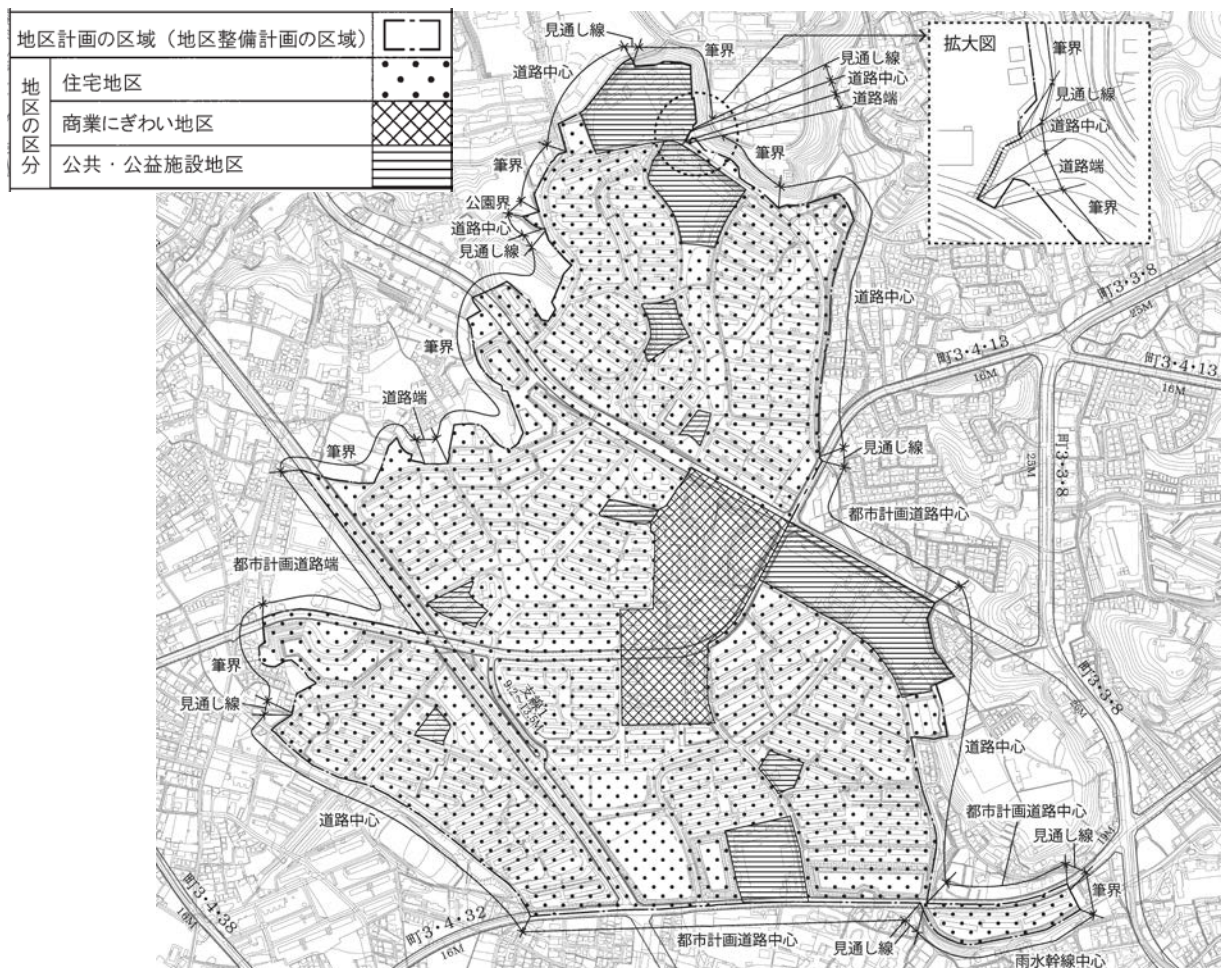 地区計画の区域（地区整備計画の区域）
地区の区分
住宅地区
商業にぎわい地区
公共・公益施設地区
見通し線
筆界
道路中心
見通し線
道路中心
道路端
拡大図
筆界
見通し線
道路中心
道路端
筆界
筆界
筆界
公園界
道路中心
見通し線
道路中心
町3・3・8
25M
町3・4・13
16M
町3・4・13
16M
筆界
道路端
筆界
町3・3・8
25M
見通し線
都市計画道路中心
都市計画道路端
筆界
見通し線
支線1
9.2～13.5M
町3・3・8
道路中心
道路中心
都市計画道路中心
見通し線
19M
筆界
町3・4・38
16M
町3・4・32
16M
都市計画道路中心
見通し線
雨水幹線中心